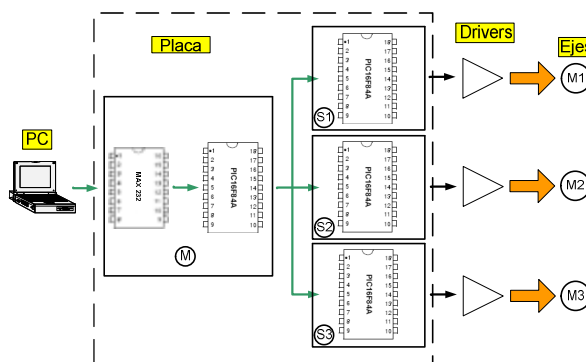 Placa
Drivers
Ejes
PC
MAX 232
PIC16F84A
M
PIC16F84A
S1
M1
PIC16F84A
S2
M2
PIC16F84A
S3
M3